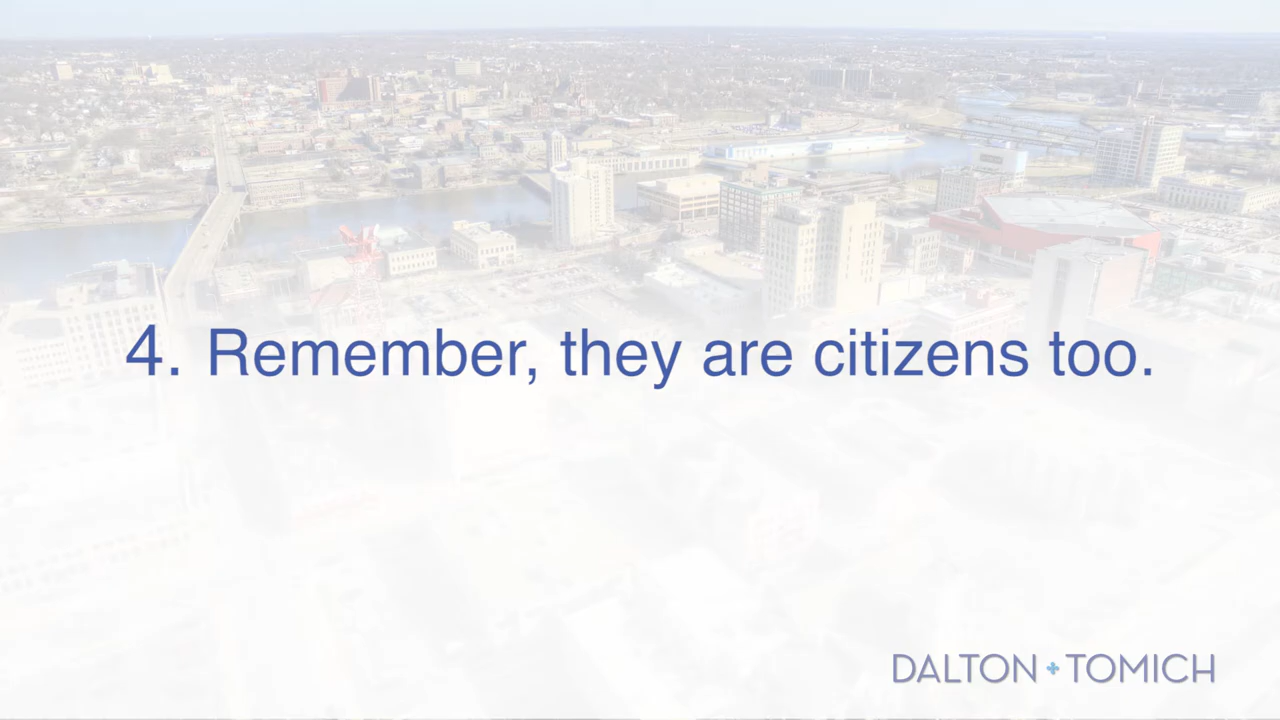 4. Remember, they are citizens too.
DALTON + TOMICH